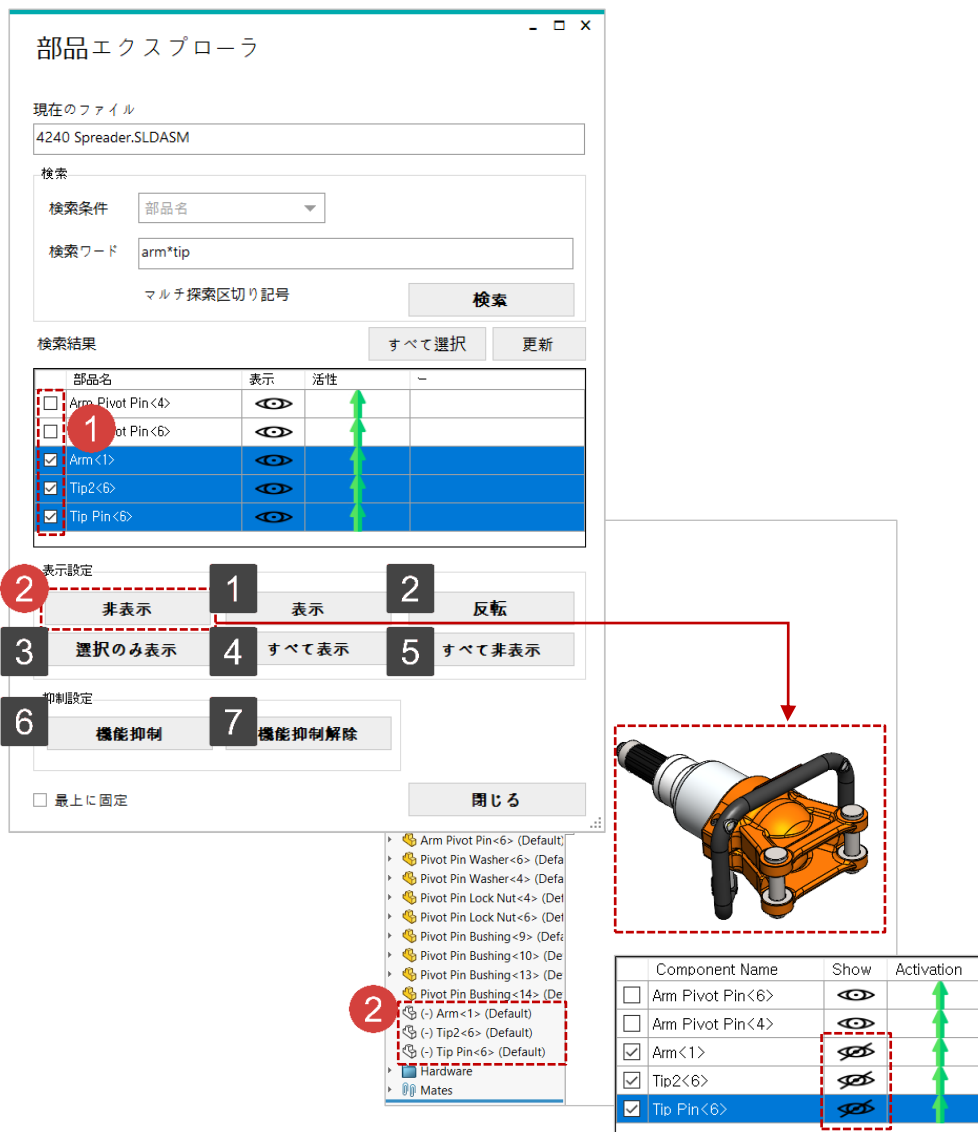 部品エクスプローラ
現在のファイル
4240 Spreader.SLDASM
検索
検索条件
部品名
検索ワード
arm*tip
マルチ探索区切り記号
検索
検索結果
すべて選択
更新
部品名 表示 活性
Arm Pivot Pin<4>
1
ot Pin<6>
Arm<1>
Tip2<6>
Tip Pin<6>
表示設定
2
非表示
1
表示
2
反転
3
選択のみ表示
4
すべて表示
5
すべて非表示
抑制設定
6
機能抑制
7
機能抑制解除
最上に固定
閉じる
Arm Pivot Pin<6> (Default)
Pivot Pin Washer<6> (Defa
Pivot Pin Washer<4> (Defa
Pivot Pin Lock Nut<4> (Def
Pivot Pin Lock Nut<6> (Def
Pivot Pin Bushing<9> (Defa
Pivot Pin Bushing<10> (De
Pivot Pin Bushing<13> (De
Pivot Pin Bushing<14> (De
2
(-) Arm<1> (Default)
(-) Tip2<6> (Default)
(-) Tip Pin<6> (Default)
Hardware
Mates
Component Name Show Activation
Arm Pivot Pin<6>
Arm Pivot Pin<4>
Arm<1>
Tip2<6>
Tip Pin<6>